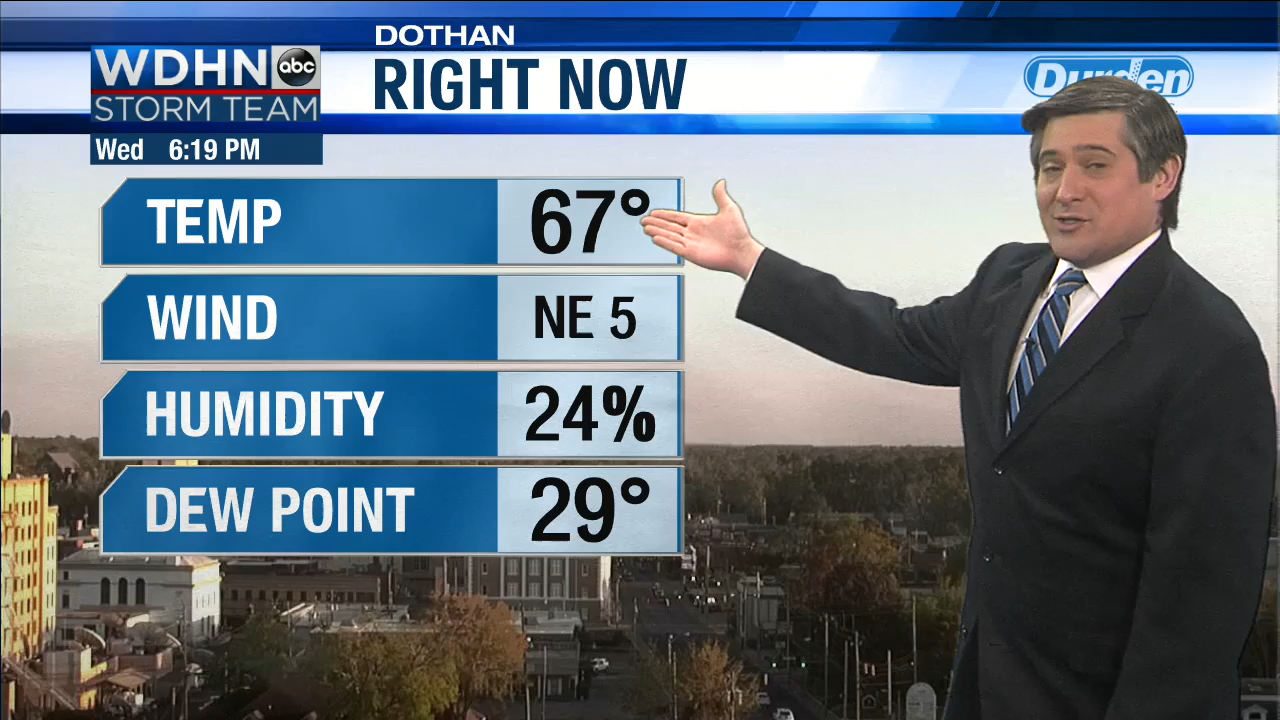 DOTHAN
RIGHT NOW
WDHN abc
STORM TEAM
Wed 6:19 PM
Durden
TEMP 67°
WIND NE 5
HUMIDITY 24%
DEW POINT 29°